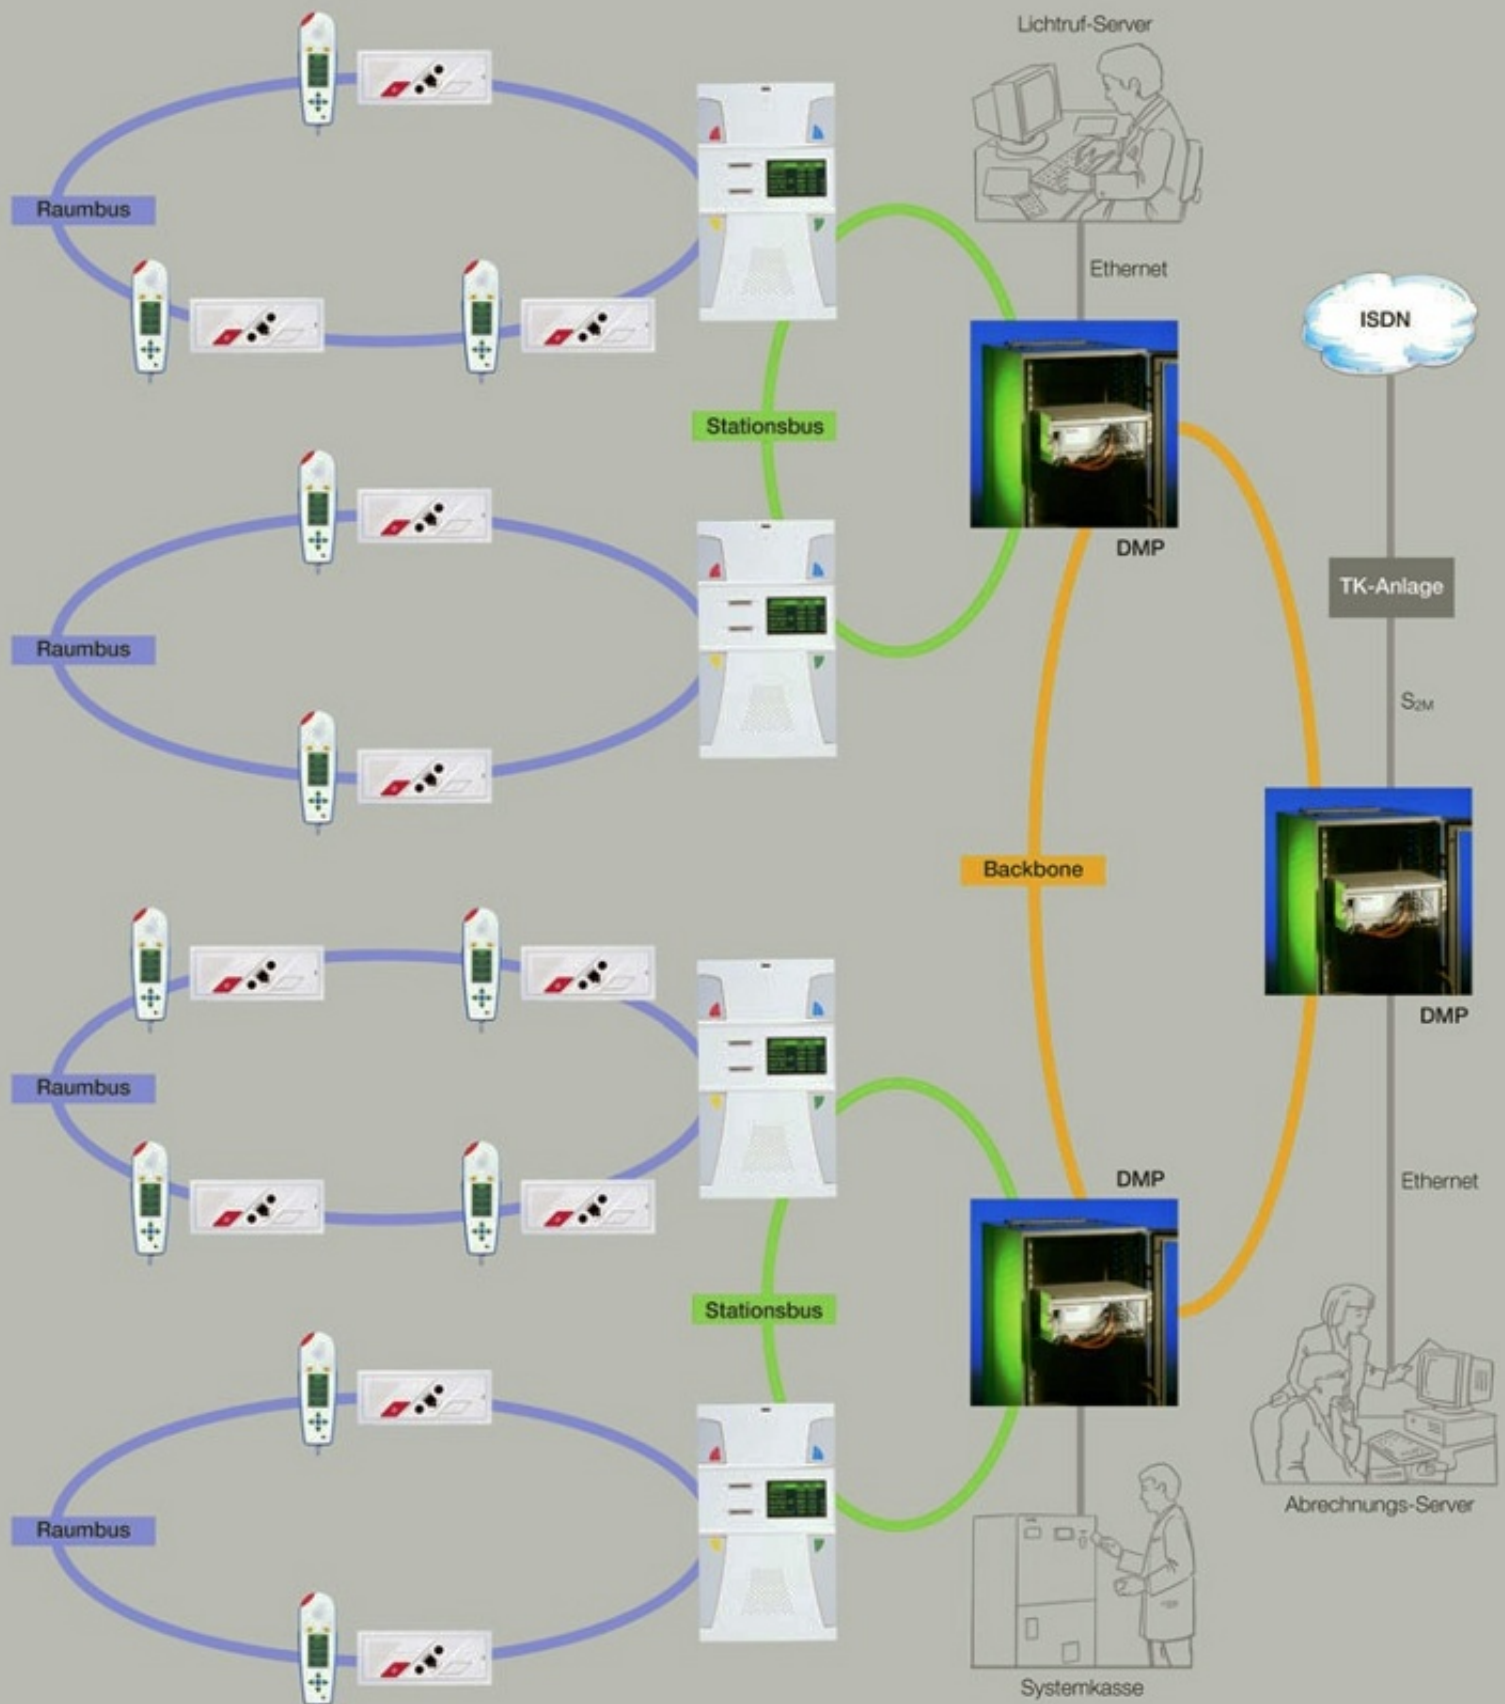 Lichtruf-Server
Raumbus
Ethernet
ISDN
Stationsbus
DMP
TK-Anlage
Raumbus
S2M
Backbone
DMP
Raumbus
DMP
Ethernet
Stationsbus
Abrechnungs-Server
Raumbus
Systemkasse